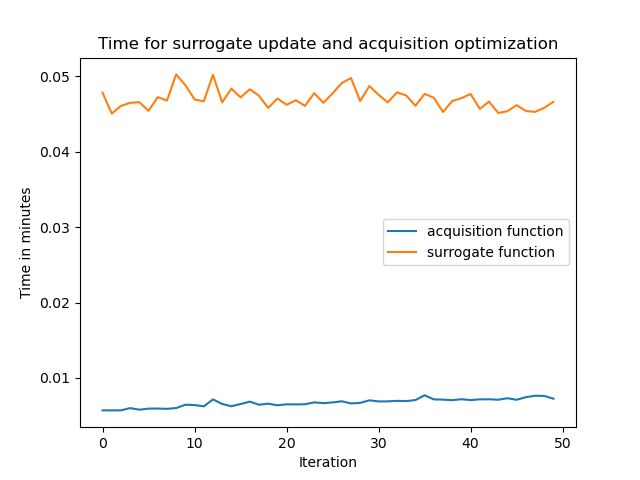 Time for surrogate update and acquisition optimization
0.05
0.04
0.03
0.02
0.01
Time in minutes
acquisition function
surrogate function
0 10 20 30 40 50
Iteration